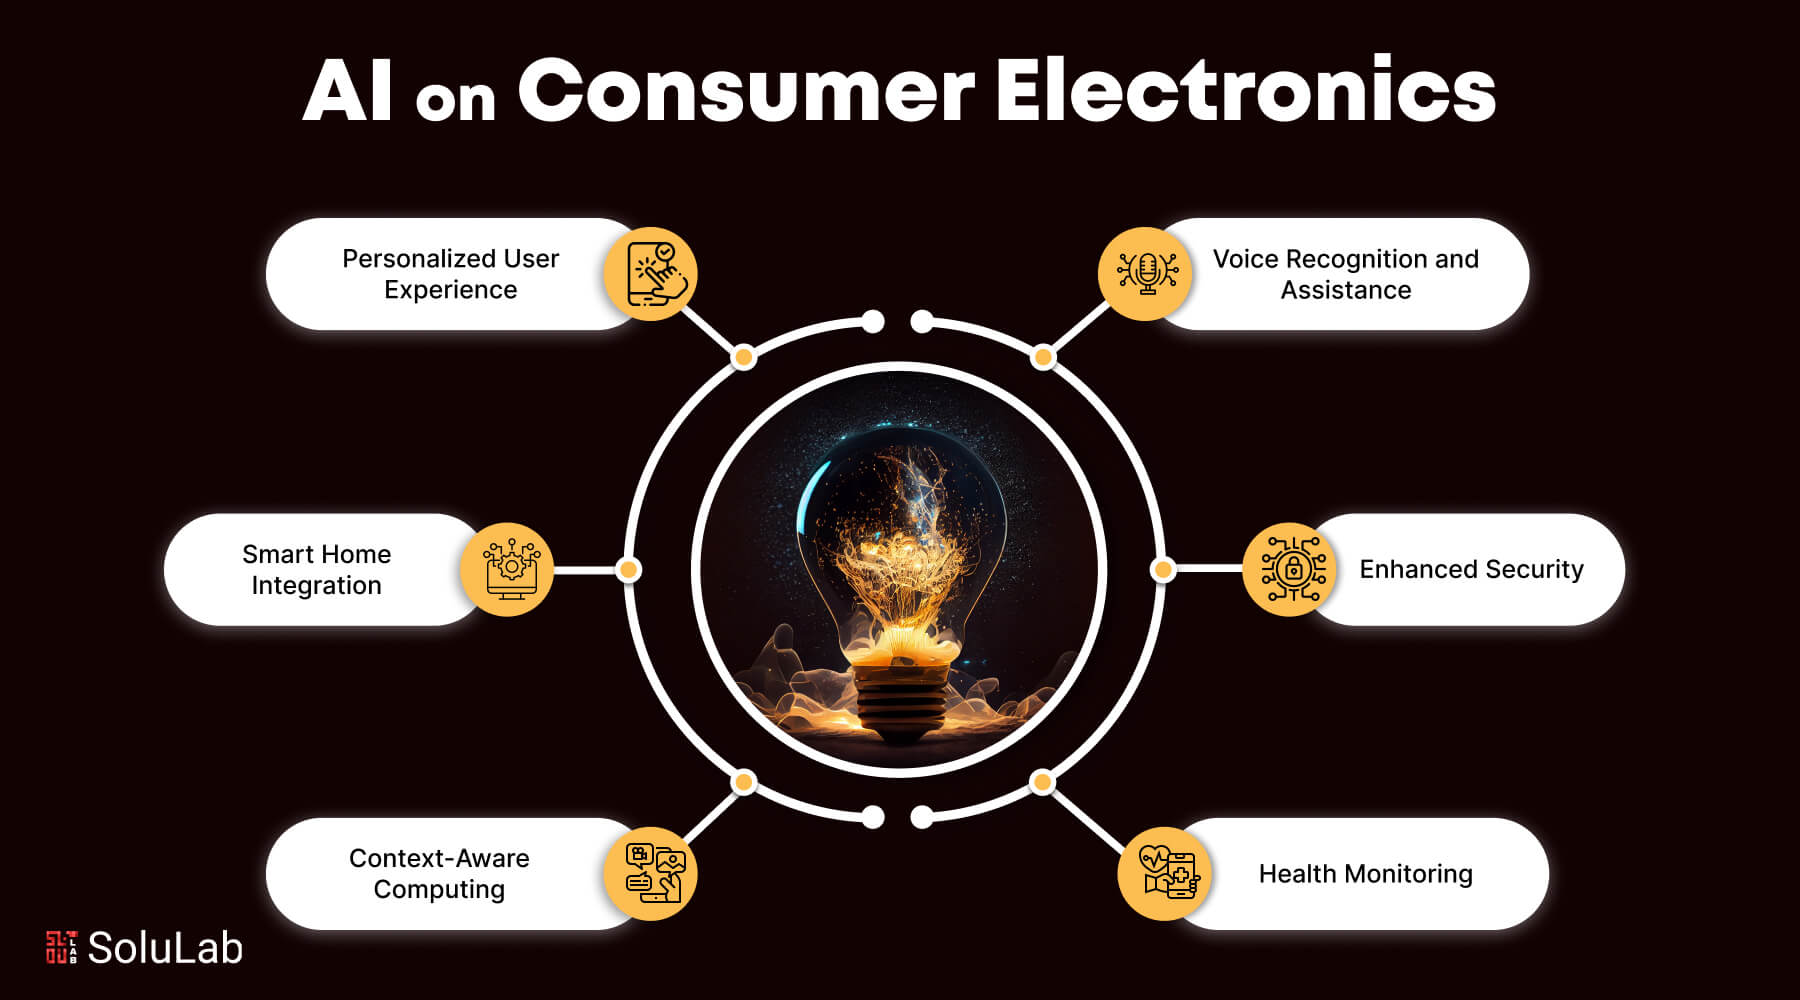 AI on Consumer Electronics
Personalized User
Experience
Voice Recognition and
Assistance
Smart Home
Integration
Enhanced Security
Context-Aware
Computing
Health Monitoring
SoluLab